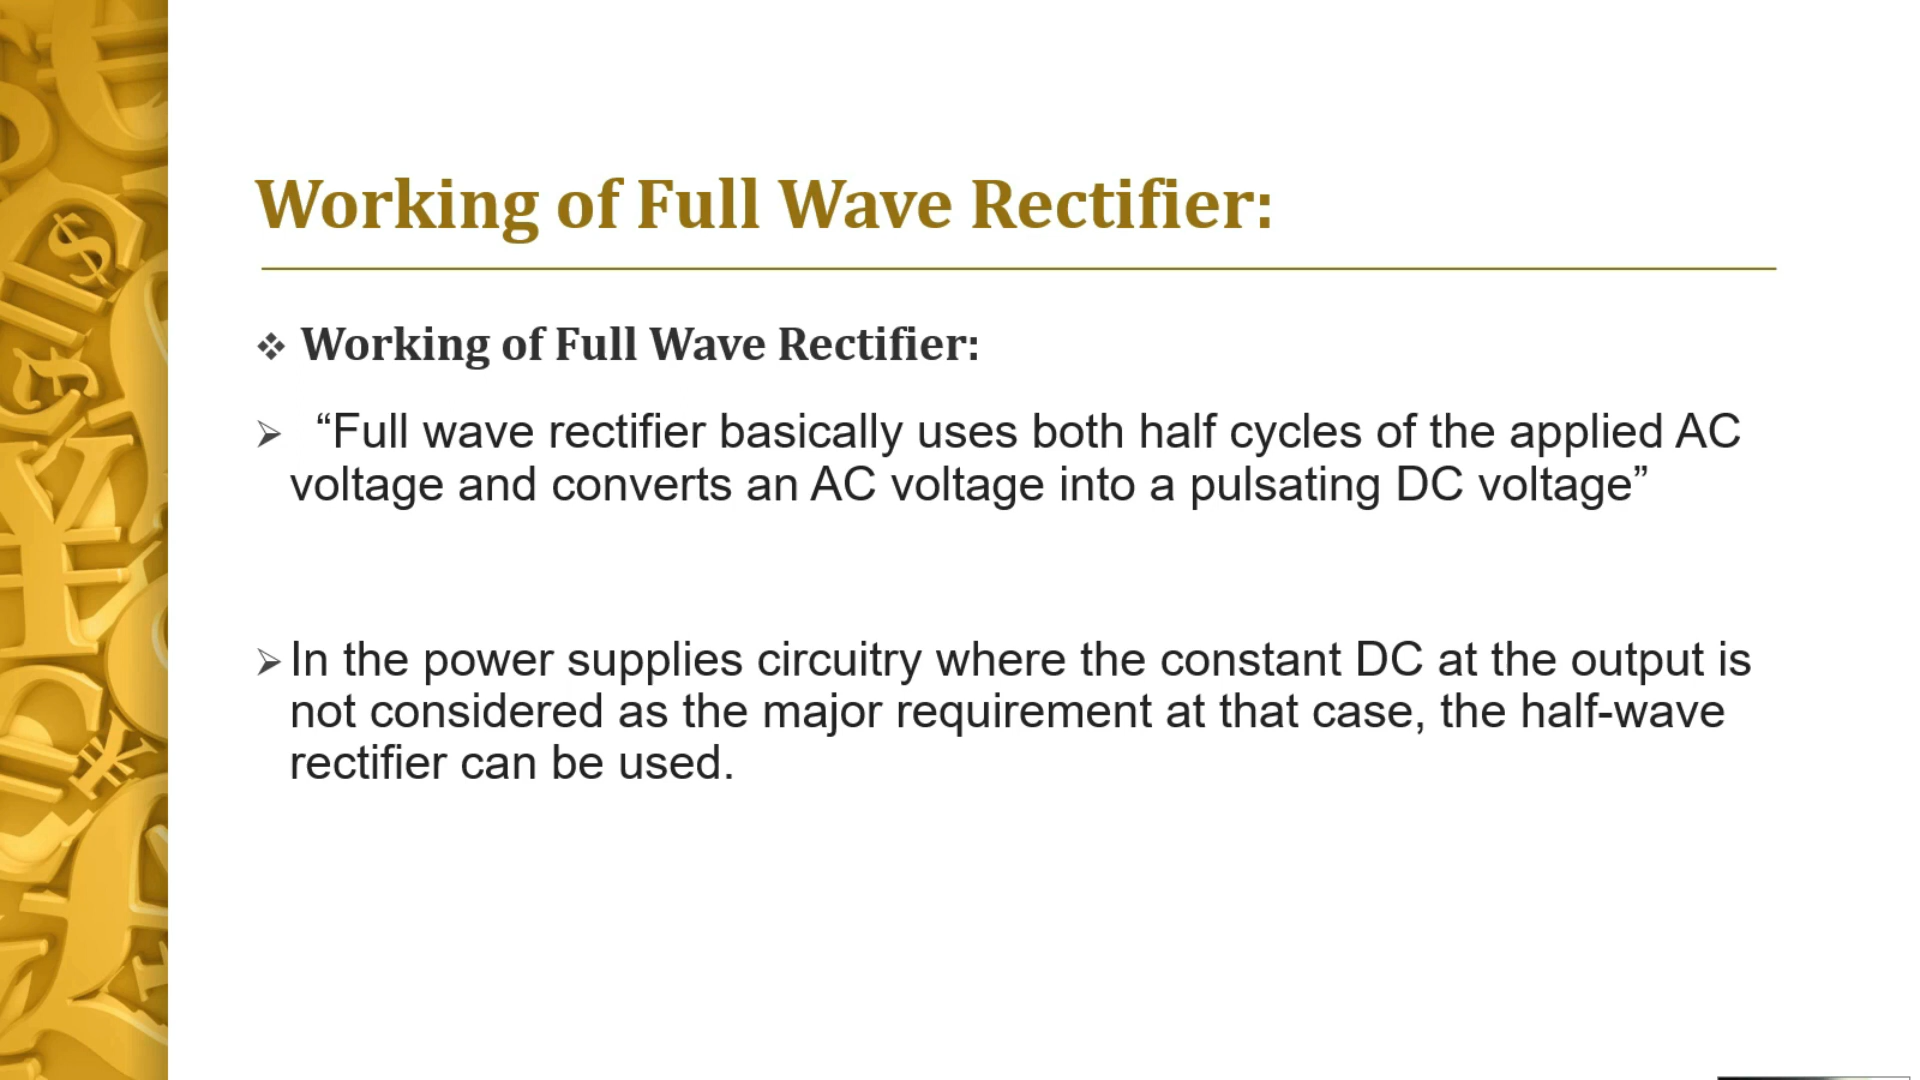 Working of Full Wave Rectifier:
❖ Working of Full Wave Rectifier:
➢ “Full wave rectifier basically uses both half cycles of the applied AC
voltage and converts an AC voltage into a pulsating DC voltage”
➢ In the power supplies circuitry where the constant DC at the output is
not considered as the major requirement at that case, the half-wave
rectifier can be used.